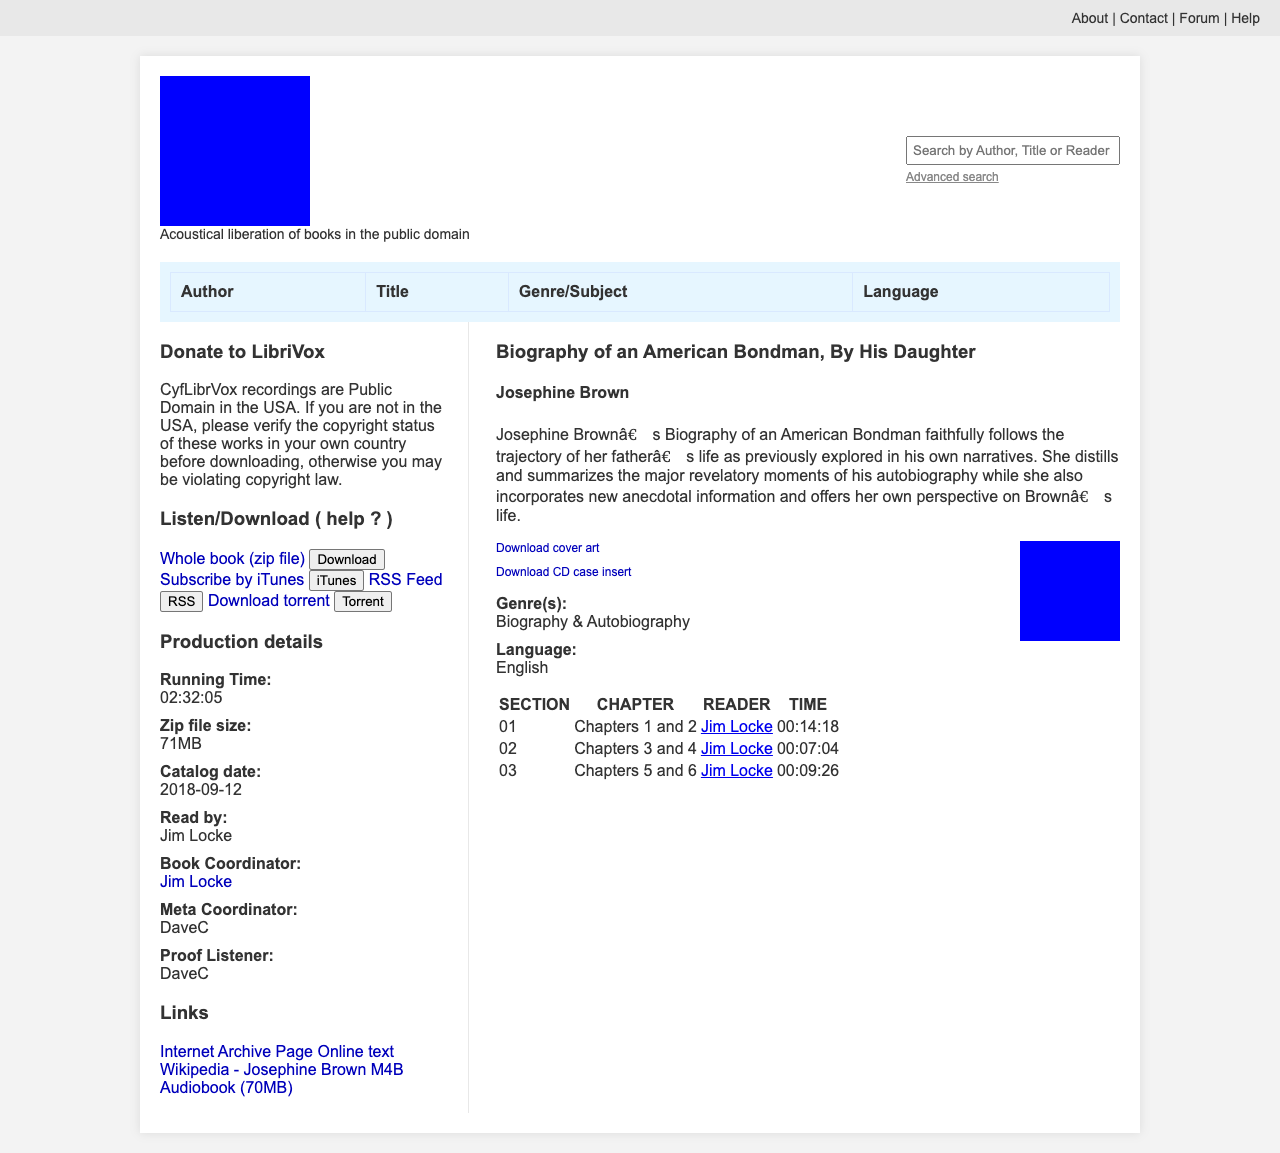 About | Contact | Forum | Help
Search by Author, Title or Reader
Advanced search
Acoustical liberation of books in the public domain
Author Title Genre/Subject Language
Donate to LibriVox
CyfLibrVox recordings are Public
Domain in the USA. If you are not in the
USA, please verify the copyright status
of these works in your own country
before downloading, otherwise you may
be violating copyright law.
Listen/Download ( help ? )
Whole book (zip file) Download
Subscribe by iTunes iTunes RSS Feed
RSS Download torrent Torrent
Production details
Running Time:
02:32:05
Zip file size:
71MB
Catalog date:
2018-09-12
Read by:
Jim Locke
Book Coordinator:
Jim Locke
Meta Coordinator:
DaveC
Proof Listener:
DaveC
Links
Internet Archive Page Online text
Wikipedia - Josephine Brown M4B
Audiobook (70MB)
Biography of an American Bondman, By His Daughter
Josephine Brown
Josephine Brownâ€ s Biography of an American Bondman faithfully follows the
trajectory of her fatherâ€ s life as previously explored in his own narratives. She distills
and summarizes the major revelatory moments of his autobiography while she also
incorporates new anecdotal information and offers her own perspective on Brownâ€ s
life.
Download cover art
Download CD case insert
Genre(s):
Biography & Autobiography
Language:
English
SECTION CHAPTER READER TIME
01 Chapters 1 and 2 Jim Locke 00:14:18
02 Chapters 3 and 4 Jim Locke 00:07:04
03 Chapters 5 and 6 Jim Locke 00:09:26